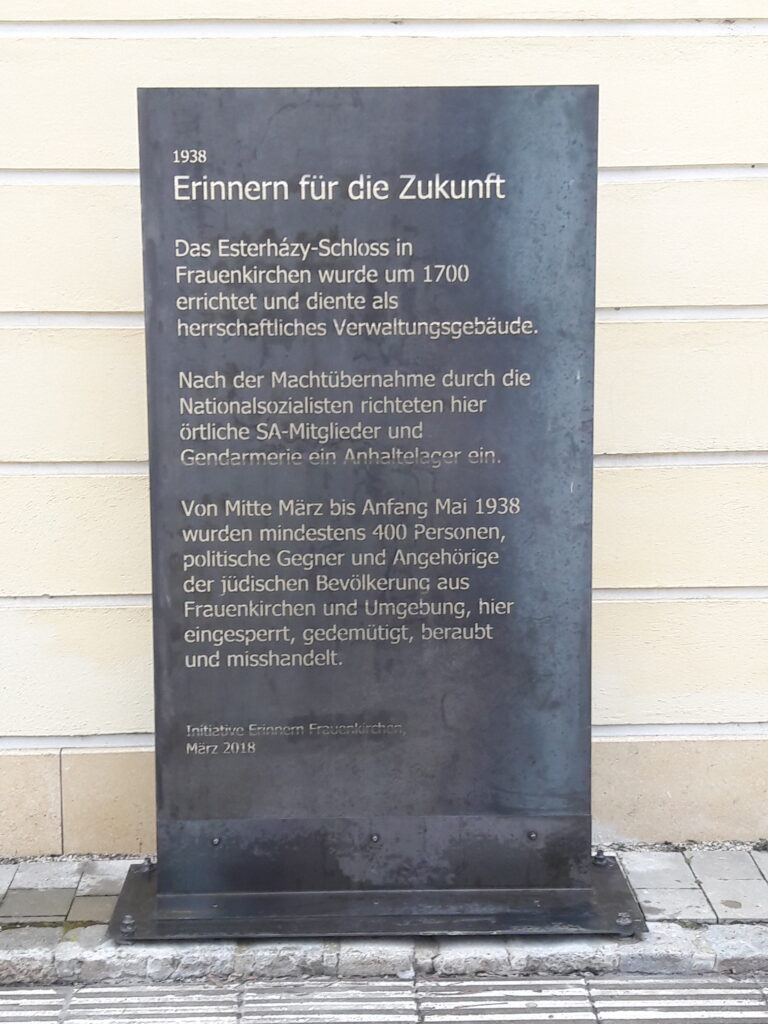 1938
Erinnern für die Zukunft
Das Esterházy-Schloss in
Frauenkirchen wurde um 1700
errichtet und diente als
herrschaftliches Verwaltungsgebäude.
Nach der Machtübernahme durch die
Nationalsozialisten richteten hier
örtliche SA-Mitglieder und
Gendarmerie ein Anhaltelager ein.
Von Mitte März bis Anfang Mai 1938
wurden mindestens 400 Personen,
politische Gegner und Angehörige
der jüdischen Bevölkerung aus
Frauenkirchen und Umgebung, hier
eingesperrt, gedemütigt, beraubt
und misshandelt.
Initiative Erinnern Frauenkirchen,
März 2018